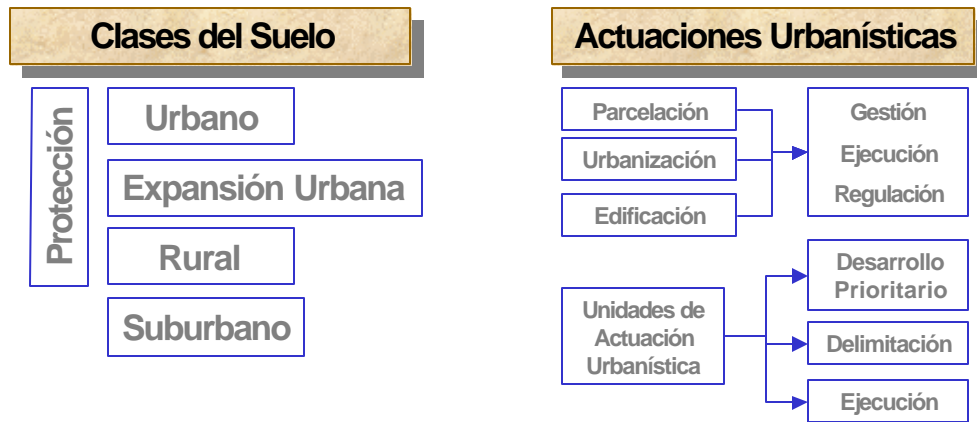 Clases del Suelo
Protección
Urbano
Expansión Urbana
Rural
Suburbano
Actuaciones Urbanísticas
Parcelación
Urbanización
Edificación
Gestión
Ejecución
Regulación
Unidades de
Actuación
Urbanística
Desarrollo
Prioritario
Delimitación
Ejecución